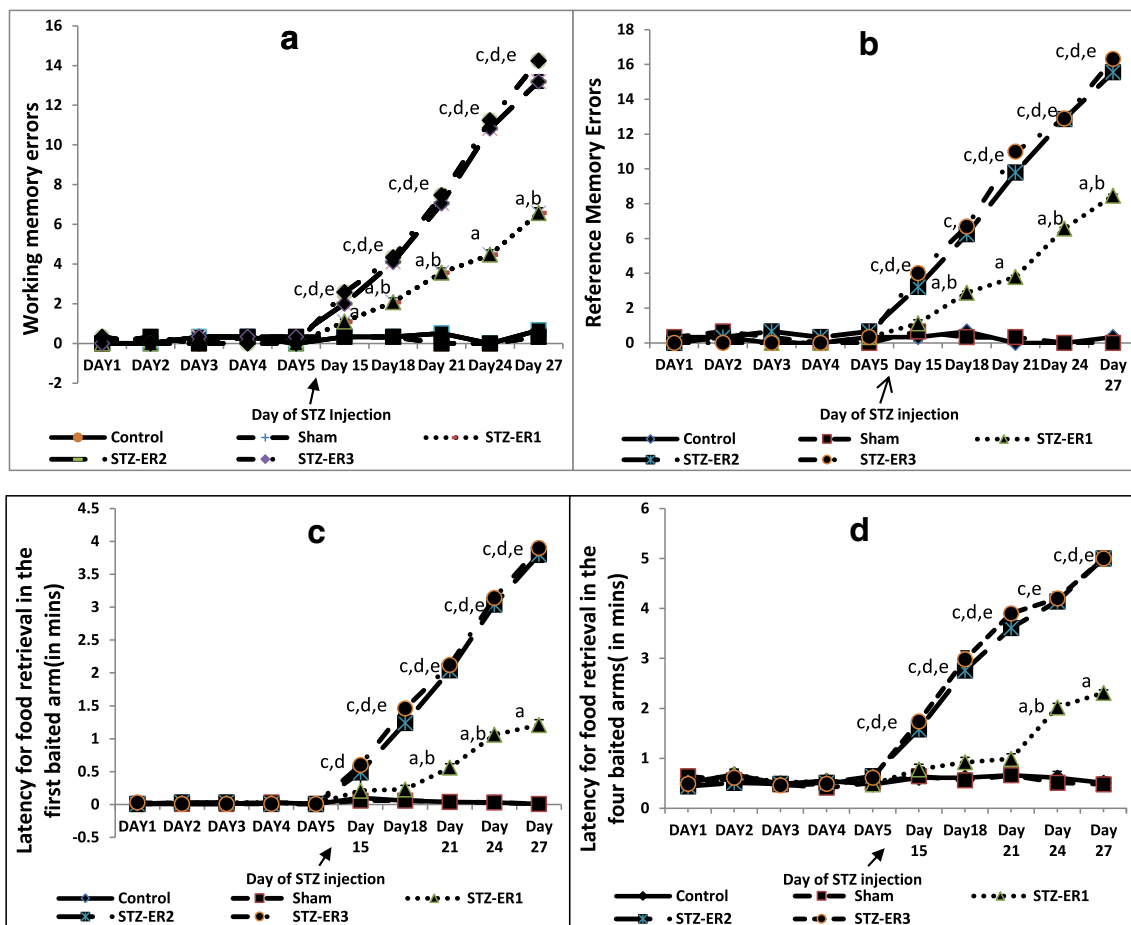 a
Working memory errors
16
14
12
10
8
6
4
2
0
-2
c,d,e
c,d,e
c,d,e
c,d,e
c,d,e
a,b
a
a,b
a,b
a
DAY1 DAY2 DAY3 DAY4 DAY5 Day 15 Day18 Day 21 Day24 Day 27
Day of STZ Injection
Control Sham STZ-ER1
STZ-ER2 STZ-ER3
b
Reference Memory Errors
18
16
14
12
10
8
6
4
2
0
c,d,e
c,d,e
c,d,e
c,
c,d,e
a,b
a,b
a
a,b
DAY1 DAY2 DAY3 DAY4 DAY5 Day 15 Day 18 Day 21 Day 24 Day
27
Day of STZ injection
Control Sham STZ-ER1
STZ-ER2 STZ-ER3
c
Latency for food retrieval in the
first baited arm(in mins)
4.5
4
3.5
3
2.5
2
1.5
1
0.5
0
-0.5
c,d,e
c,d,e
c,d,e
c,d,e
c,d
a
a,b
a,b
DAY1 DAY2 DAY3 DAY4 DAY5 Day Day18 Day Day Day
15 21 24 27
Day of STZ injection
Control Sham STZ-ER1
STZ-ER2 STZ-ER3
d
Latency for food retrieval in the
four baited arms( in mins)
6
5
4
3
2
1
0
c,d,e
c,e
c,d,e
c,d,e
c,d,e
a
a,b
DAY1 DAY2 DAY3 DAY4 DAY5 Day Day18 Day Day Day
15 21 24 27
Day of STZ injection
Control Sham STZ-ER1
STZ-ER2 STZ-ER3